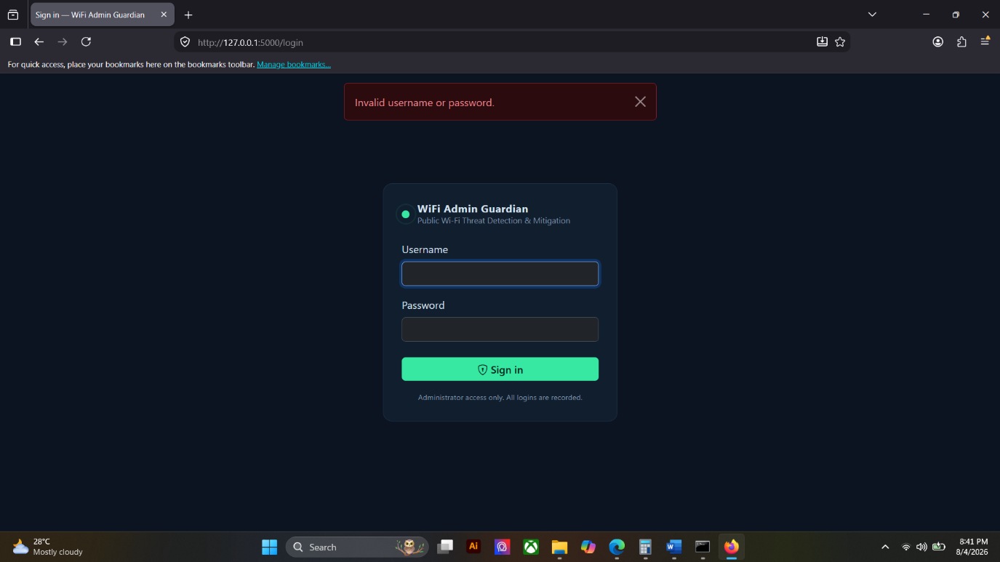 Sign in — WiFi Admin Guardian
http://127.0.0.1:5000/login
For quick access, place your bookmarks here on the bookmarks toolbar. Manage bookmarks...
Invalid username or password.
WiFi Admin Guardian
Public Wi-Fi Threat Detection & Mitigation
Username
Password
Sign in
Administrator access only. All logins are recorded.
28°C
Mostly cloudy
Search
Ai
W
8:41 PM
8/4/2026